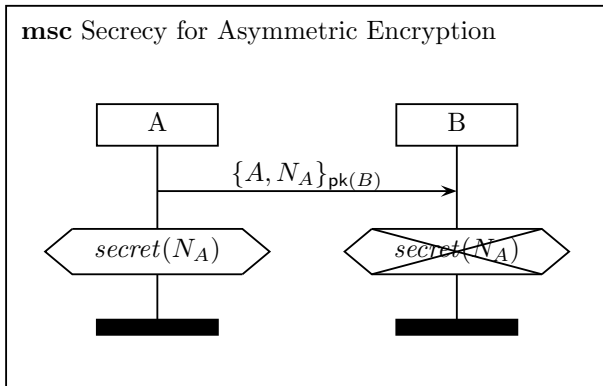 msc Secrecy for Asymmetric Encryption
A
B
{A, N_A}_pk(B)
secret(N_A)
secret(N_A)